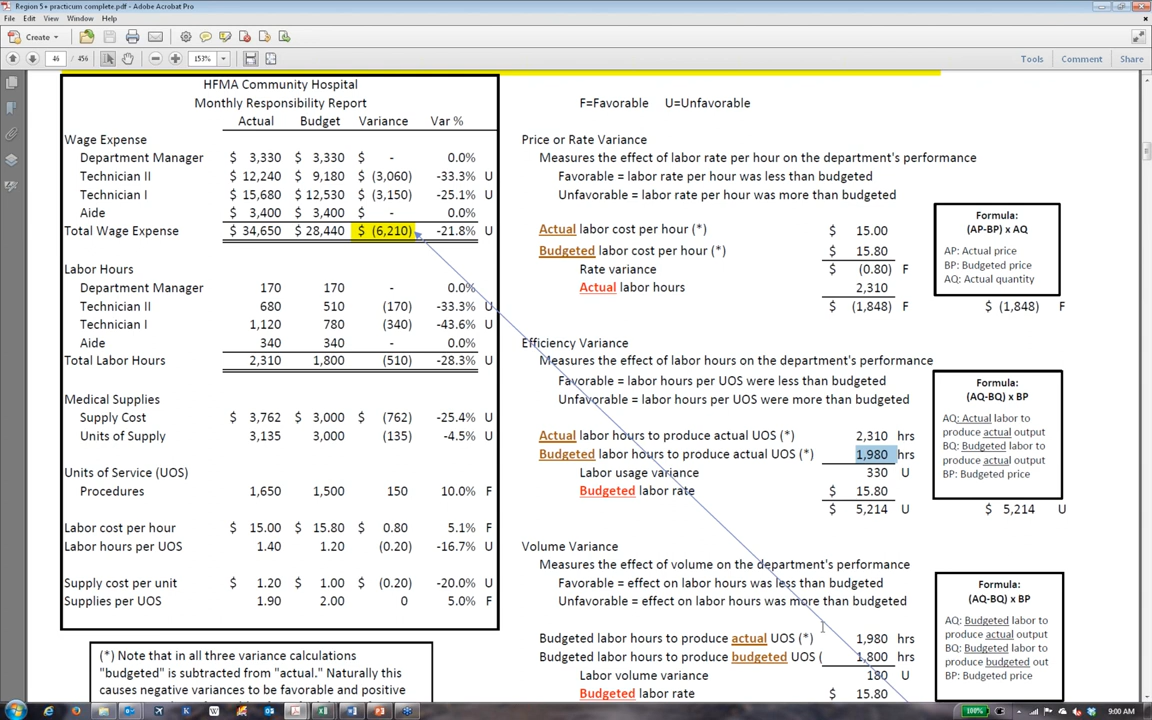 Region 5+ practicum complete.pdf - Adobe Acrobat Pro
File Edit View Window Help
Create
46 / 456 153% Tools Comment Share
HFMA Community Hospital
Monthly Responsibility Report
Actual Budget Variance Var %
Wage Expense
Department Manager $ 3,330 $ 3,330 $ - 0.0%
Technician II $ 12,240 $ 9,180 $ (3,060) -33.3% U
Technician I $ 15,680 $ 12,530 $ (3,150) -25.1% U
Aide $ 3,400 $ 3,400 $ - 0.0%
Total Wage Expense $ 34,650 $ 28,440 $ (6,210) -21.8% U
Labor Hours
Department Manager 170 170 - 0.0%
Technician II 680 510 (170) -33.3% U
Technician I 1,120 780 (340) -43.6% U
Aide 340 340 - 0.0%
Total Labor Hours 2,310 1,800 (510) -28.3% U
Medical Supplies
Supply Cost $ 3,762 $ 3,000 $ (762) -25.4% U
Units of Supply 3,135 3,000 (135) -4.5% U
Units of Service (UOS)
Procedures 1,650 1,500 150 10.0% F
Labor cost per hour $ 15.00 $ 15.80 $ 0.80 5.1% F
Labor hours per UOS 1.40 1.20 (0.20) -16.7% U
Supply cost per unit $ 1.20 $ 1.00 $ (0.20) -20.0% U
Supplies per UOS 1.90 2.00 0 5.0% F
(*) Note that in all three variance calculations
"budgeted" is subtracted from "actual." Naturally this
causes negative variances to be favorable and positive
F=Favorable U=Unfavorable
Price or Rate Variance
Measures the effect of labor rate per hour on the department's performance
Favorable = labor rate per hour was less than budgeted
Unfavorable = labor rate per hour was more than budgeted
Actual labor cost per hour (*) $ 15.00
Budgeted labor cost per hour (*) $ 15.80
Rate variance $ (0.80) F
Actual labor hours 2,310
$ (1,848) F $ (1,848) F
Formula:
(AP-BP) x AQ
AP: Actual price
BP: Budgeted price
AQ: Actual quantity
Efficiency Variance
Measures the effect of labor hours on the department's performance
Favorable = labor hours per UOS were less than budgeted
Unfavorable = labor hours per UOS were more than budgeted
Actual labor hours to produce actual UOS (*) 2,310 hrs
Budgeted labor hours to produce actual UOS (*) 1,980 hrs
Labor usage variance 330 U
Budgeted labor rate $ 15.80
$ 5,214 U $ 5,214 U
Formula:
(AQ-BQ) x BP
AQ: Actual labor to
produce actual output
BQ: Budgeted labor to
produce actual output
BP: Budgeted price
Volume Variance
Measures the effect of volume on the department's performance
Favorable = effect on labor hours was less than budgeted
Unfavorable = effect on labor hours was more than budgeted
Budgeted labor hours to produce actual UOS (*) 1,980 hrs
Budgeted labor hours to produce budgeted UOS ( 1,800 hrs
Labor volume variance 180 U
Budgeted labor rate $ 15.80
Formula:
(AQ-BQ) x BP
AQ: Budgeted labor to
produce actual output
BQ: Budgeted labor to
produce budgeted out
BP: Budgeted price
100% 9:00 AM